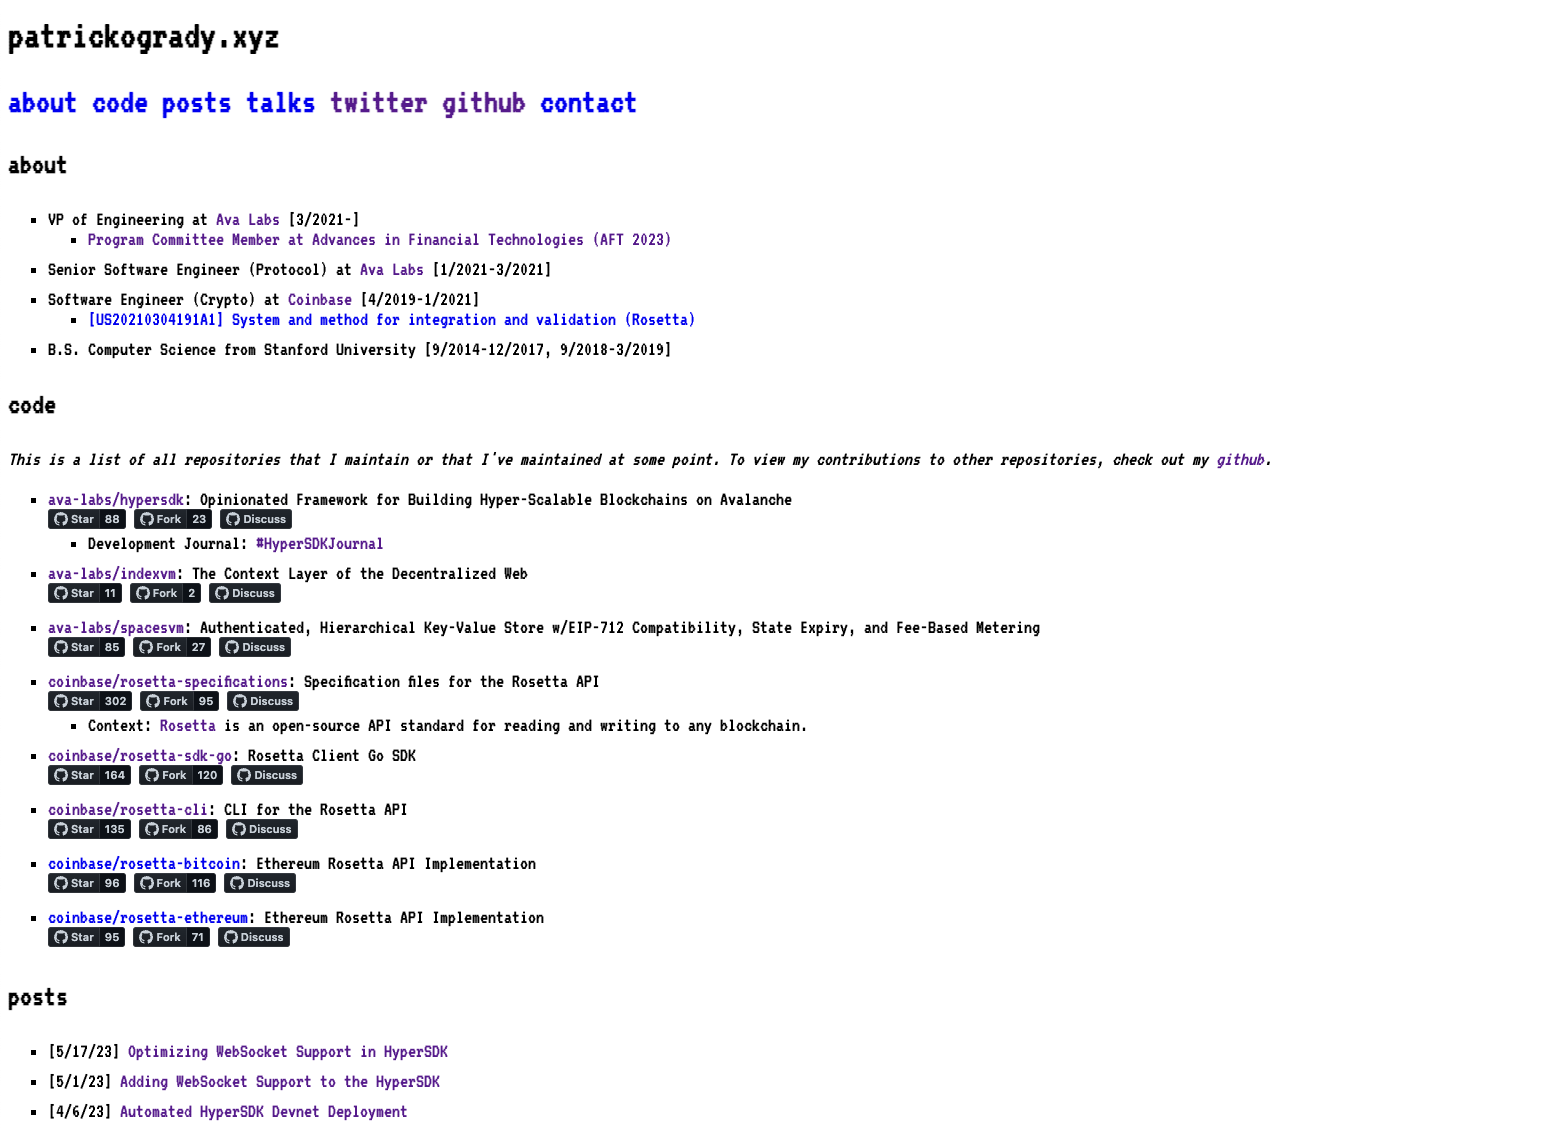 patrickogrady.xyz
about code posts talks twitter github contact
about
VP of Engineering at Ava Labs [3/2021-]
Program Committee Member at Advances in Financial Technologies (AFT 2023)
Senior Software Engineer (Protocol) at Ava Labs [1/2021-3/2021]
Software Engineer (Crypto) at Coinbase [4/2019-1/2021]
[US20210304191A1] System and method for integration and validation (Rosetta)
B.S. Computer Science from Stanford University [9/2014-12/2017, 9/2018-3/2019]
code
This is a list of all repositories that I maintain or that I've maintained at some point. To view my contributions to other repositories, check out my github.
ava-labs/hypersdk: Opinionated Framework for Building Hyper-Scalable Blockchains on Avalanche
Star 88 Fork 23 Discuss
Development Journal: #HyperSDKJournal
ava-labs/indexvm: The Context Layer of the Decentralized Web
Star 11 Fork 2 Discuss
ava-labs/spacesvm: Authenticated, Hierarchical Key-Value Store w/EIP-712 Compatibility, State Expiry, and Fee-Based Metering
Star 85 Fork 27 Discuss
coinbase/rosetta-specifications: Specification files for the Rosetta API
Star 302 Fork 95 Discuss
Context: Rosetta is an open-source API standard for reading and writing to any blockchain.
coinbase/rosetta-sdk-go: Rosetta Client Go SDK
Star 164 Fork 120 Discuss
coinbase/rosetta-cli: CLI for the Rosetta API
Star 135 Fork 86 Discuss
coinbase/rosetta-bitcoin: Ethereum Rosetta API Implementation
Star 96 Fork 116 Discuss
coinbase/rosetta-ethereum: Ethereum Rosetta API Implementation
Star 95 Fork 71 Discuss
posts
[5/17/23] Optimizing WebSocket Support in HyperSDK
[5/1/23] Adding WebSocket Support to the HyperSDK
[4/6/23] Automated HyperSDK Devnet Deployment